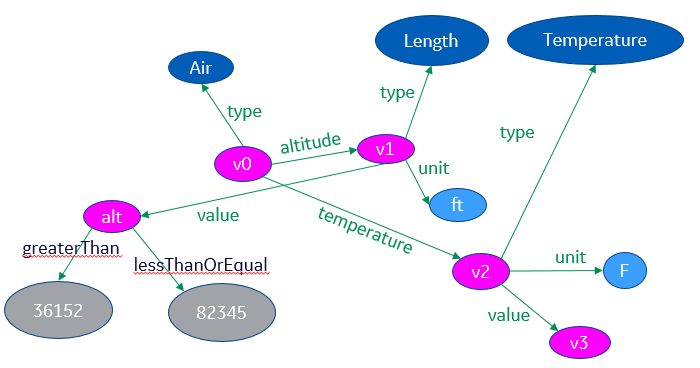 Length
Temperature
Air
type
type
type
altitude
v1
v0
unit
alt
value
ft
temperature
greaterThan
lessThanOrEqual
unit
v2
F
36152
82345
value
v3